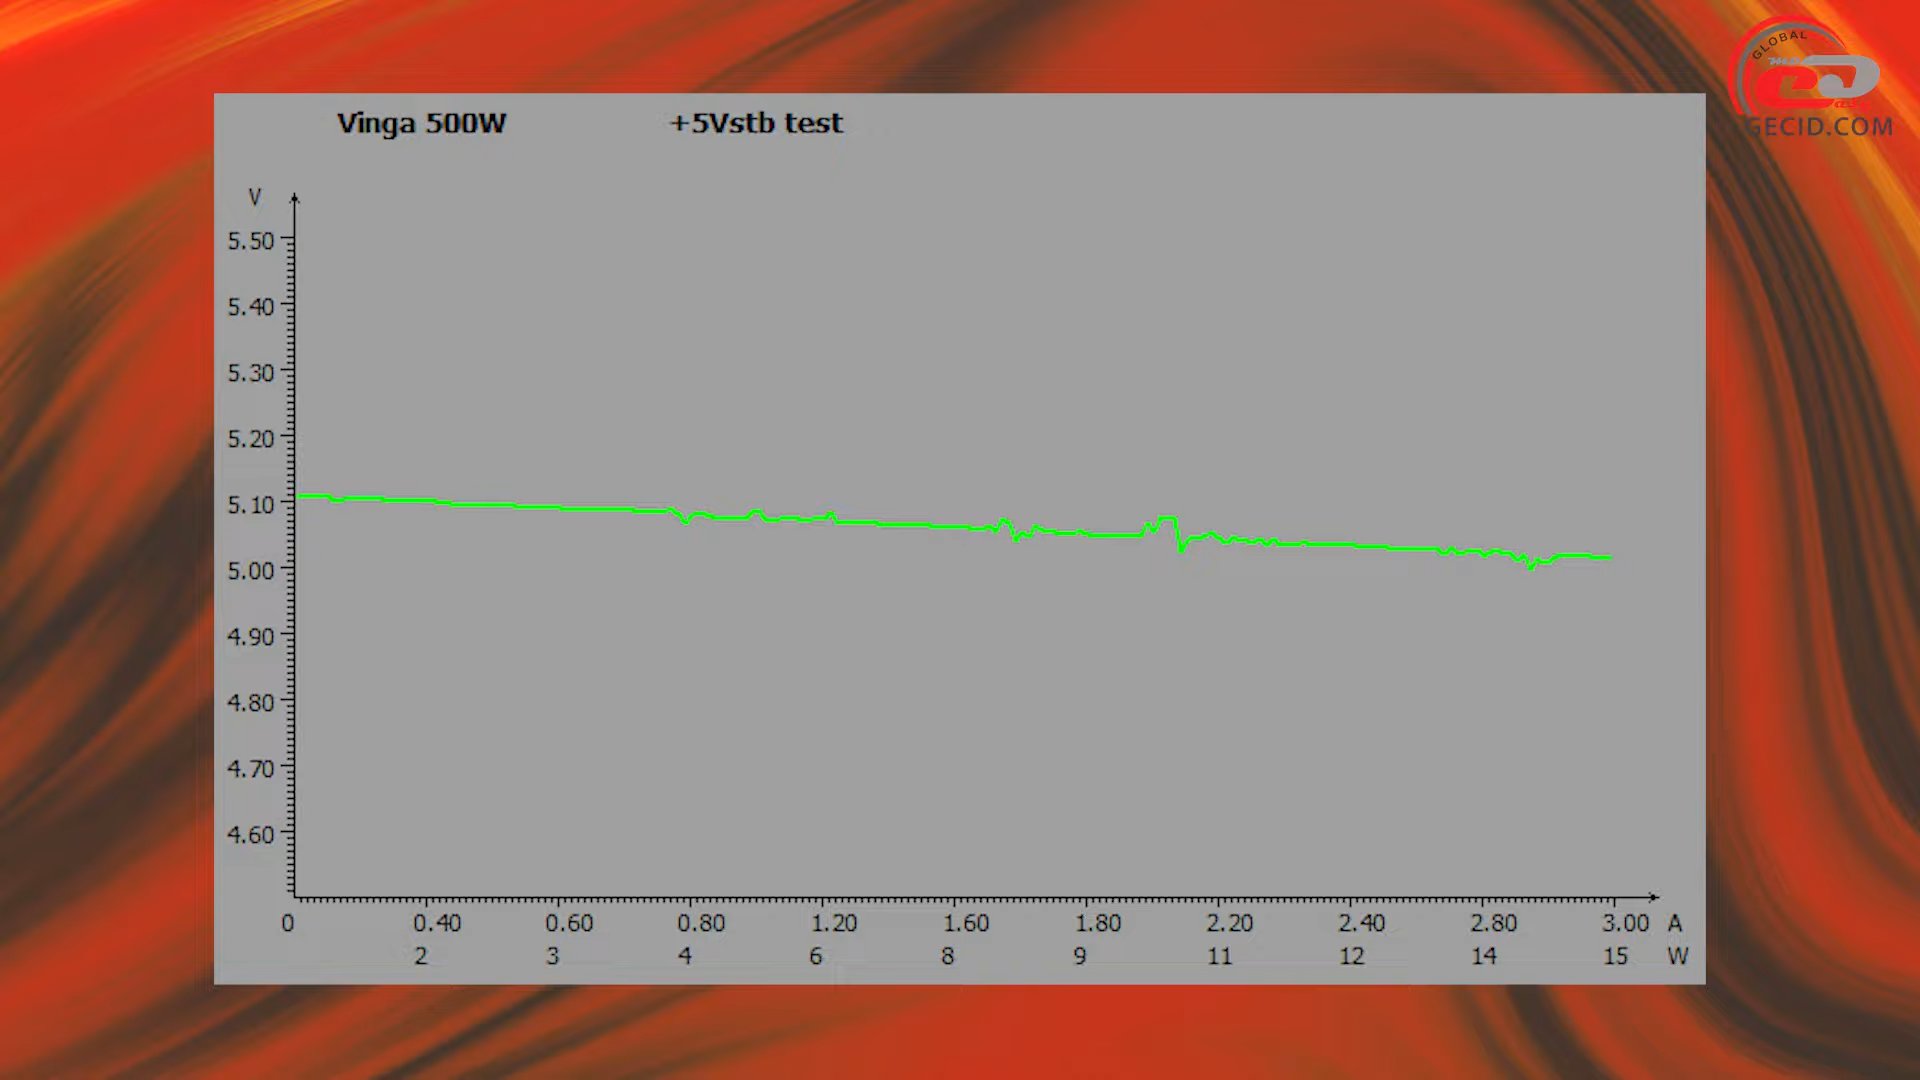 GLOBAL
GECID.COM
Vinga 500W +5Vstb test
V
5.50
5.40
5.30
5.20
5.10
5.00
4.90
4.80
4.70
4.60
0 0.40 0.60 0.80 1.20 1.60 1.80 2.20 2.40 2.80 3.00 A
2 3 4 6 8 9 11 12 14 15 W